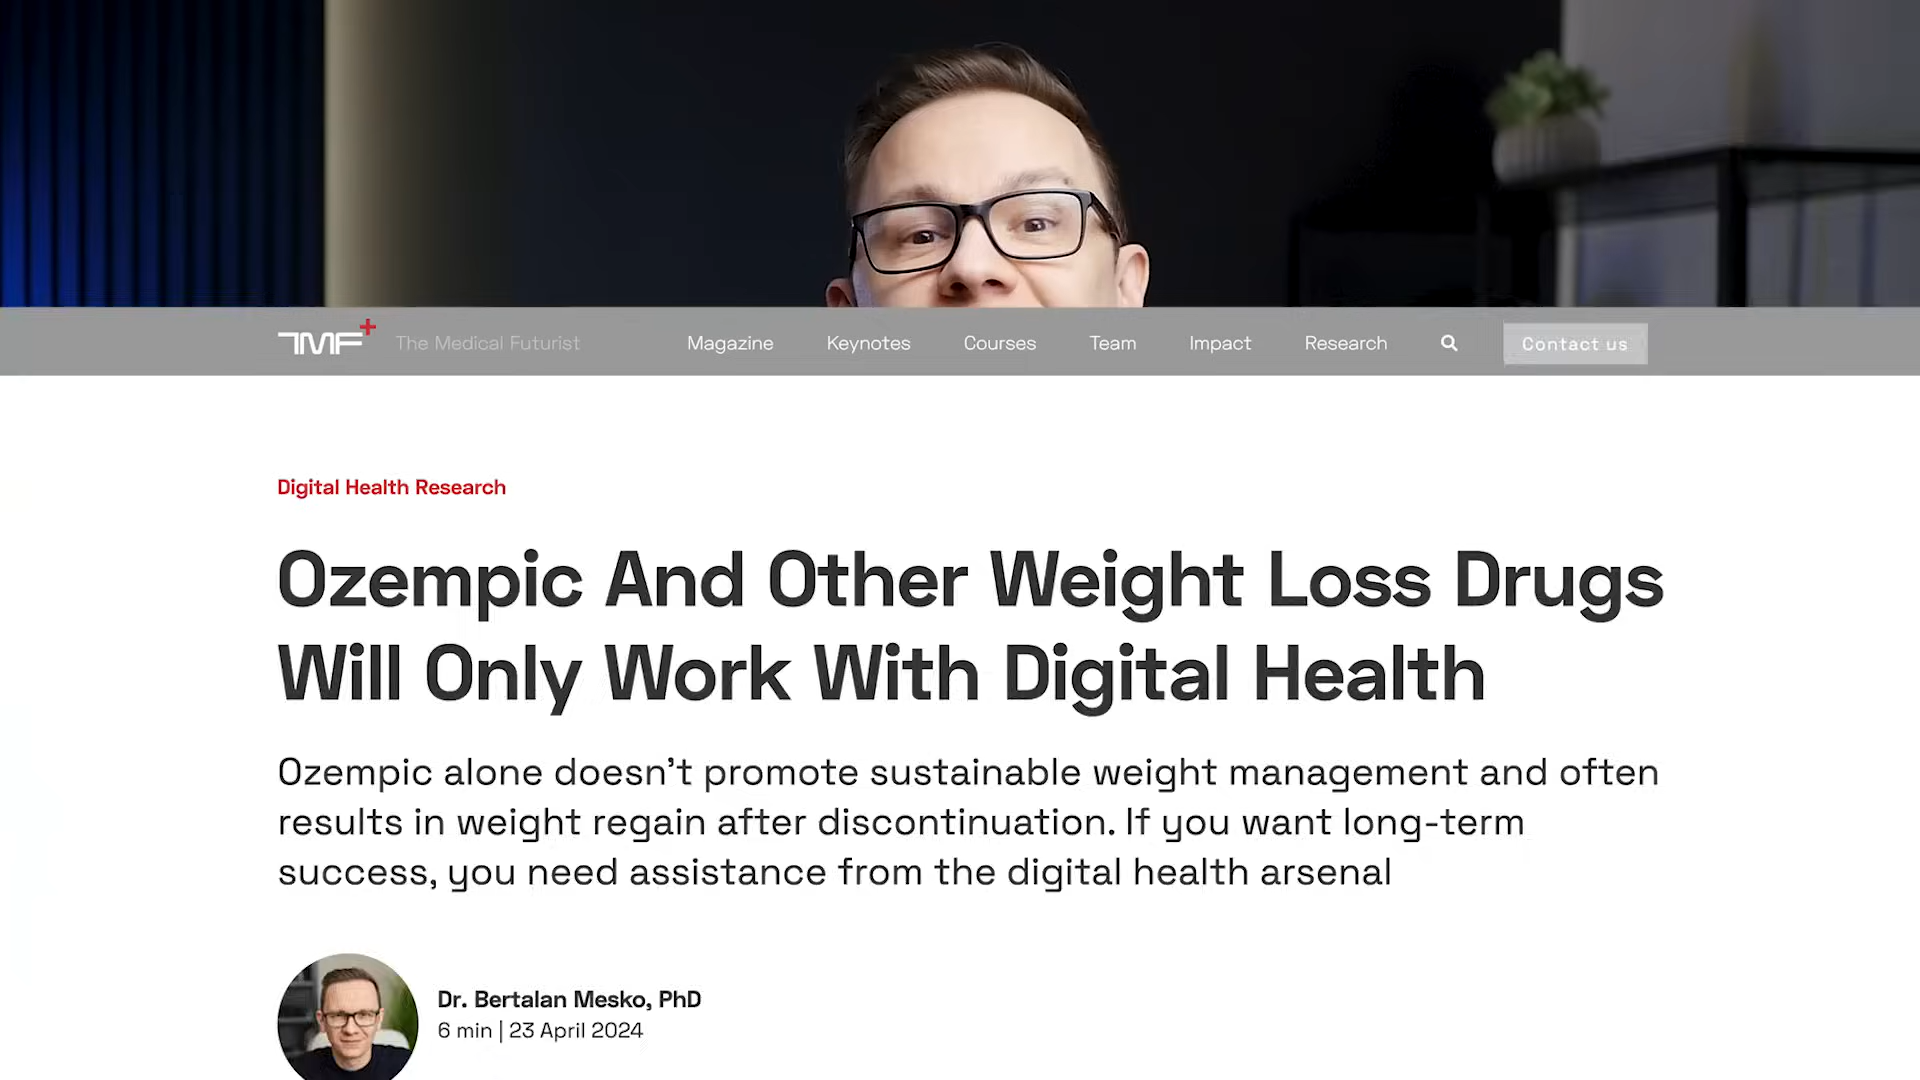 TMF+ The Medical Futurist Magazine Keynotes Courses Team Impact Research Contact us
Digital Health Research
Ozempic And Other Weight Loss Drugs
Will Only Work With Digital Health
Ozempic alone doesn't promote sustainable weight management and often
results in weight regain after discontinuation. If you want long-term
success, you need assistance from the digital health arsenal
Dr. Bertalan Mesko, PhD
6 min | 23 April 2024